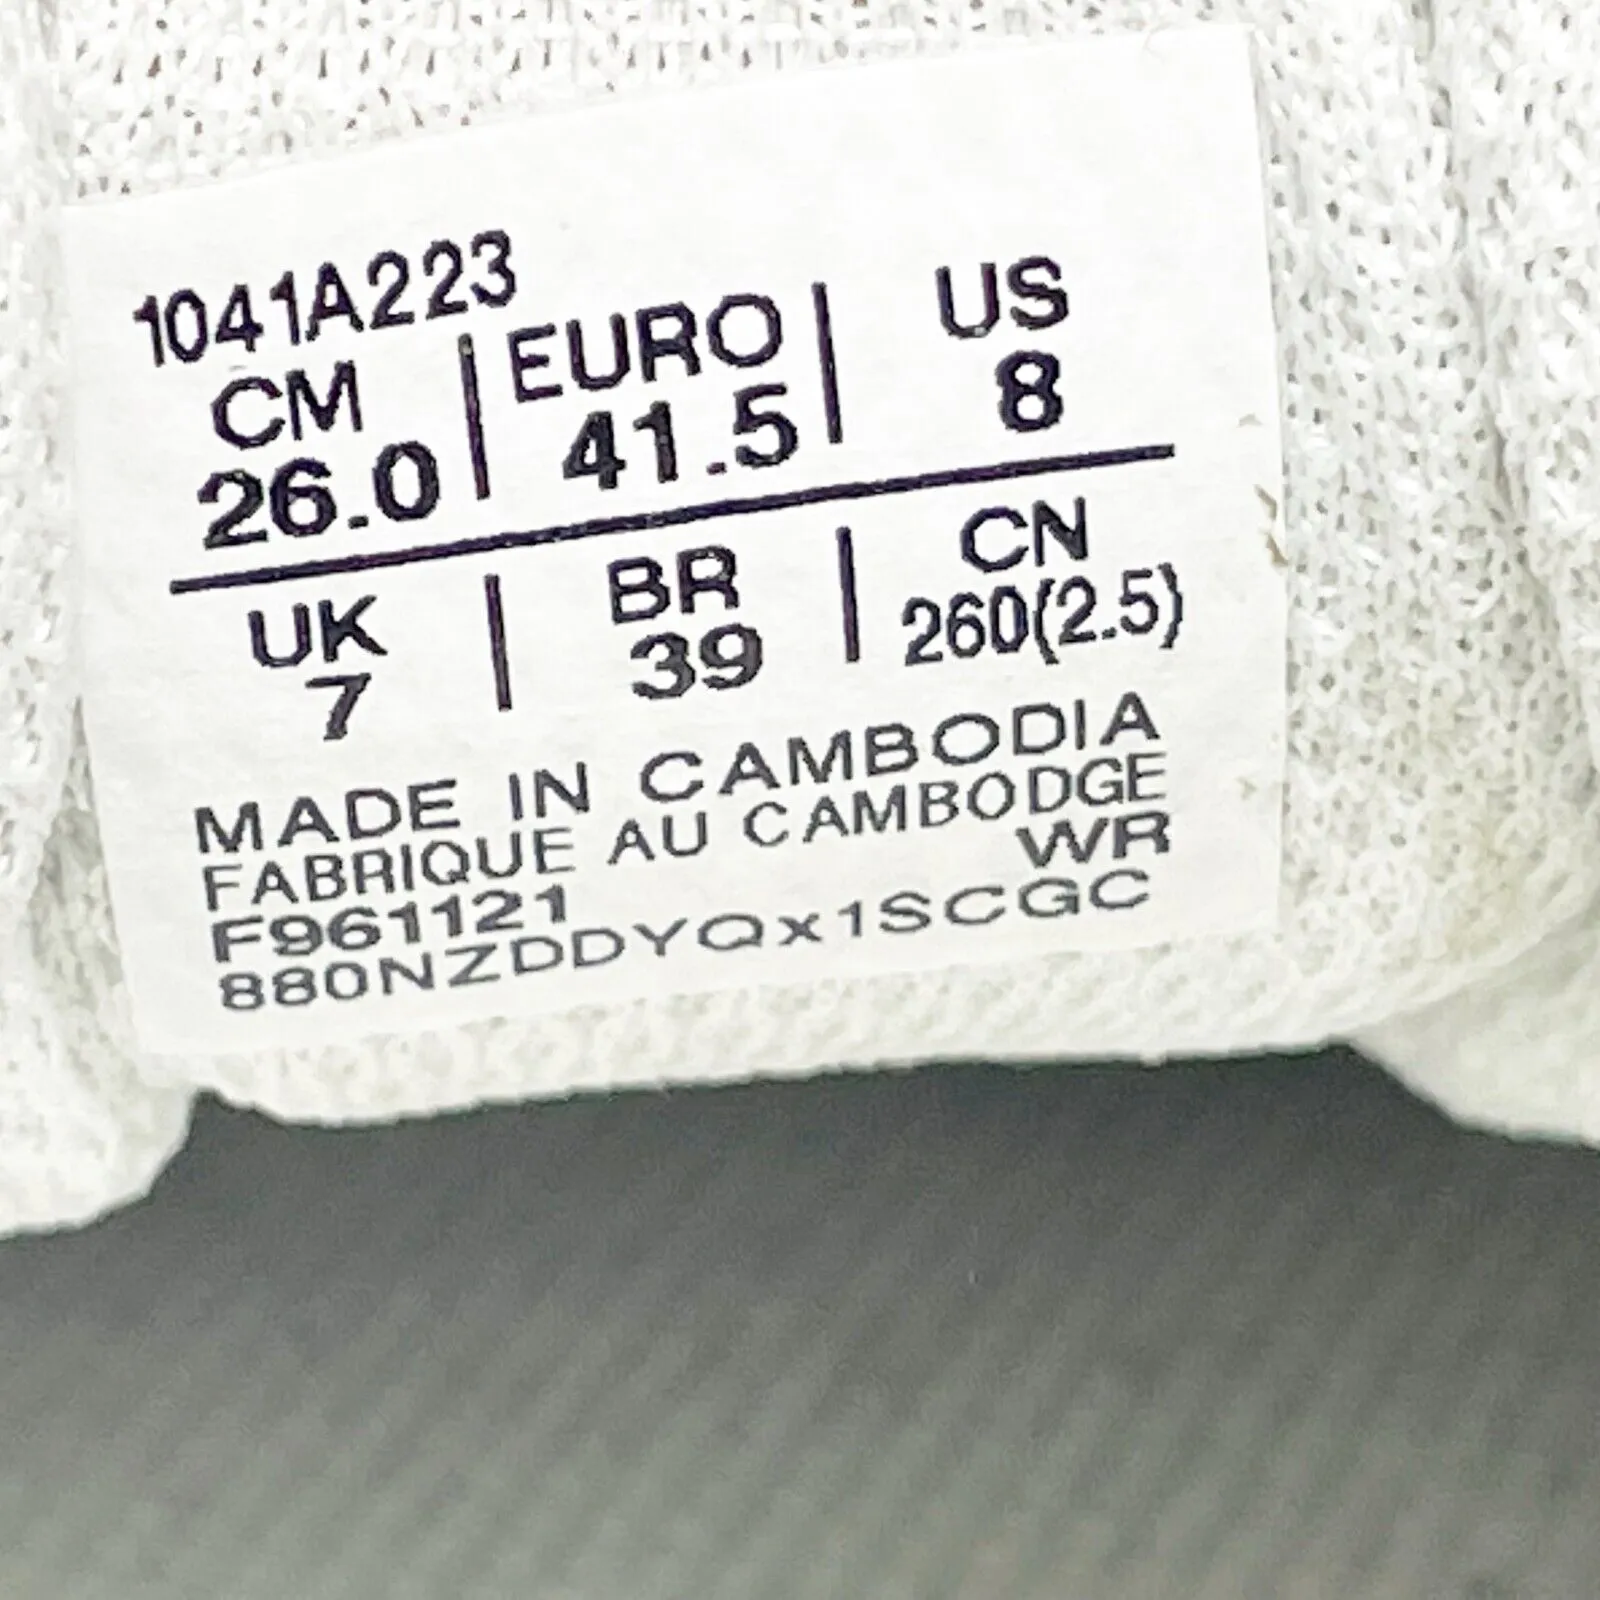 1041A223
CM | EURO | US
26.0 | 41.5 | 8
UK | BR | CN
7 | 39 | 260(2.5)
MADE IN CAMBODIA
FABRIQUE AU CAMBODGE
WR
F961121
880NZDDYQx1SCGC